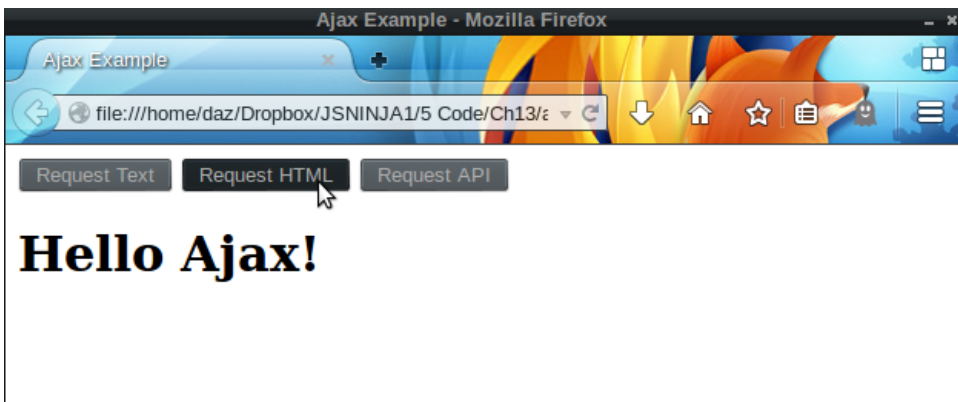 Ajax Example - Mozilla Firefox
Ajax Example
file:///home/daz/Dropbox/JSNINJA1/5 Code/Ch13/a
Request Text Request HTML Request API
Hello Ajax!